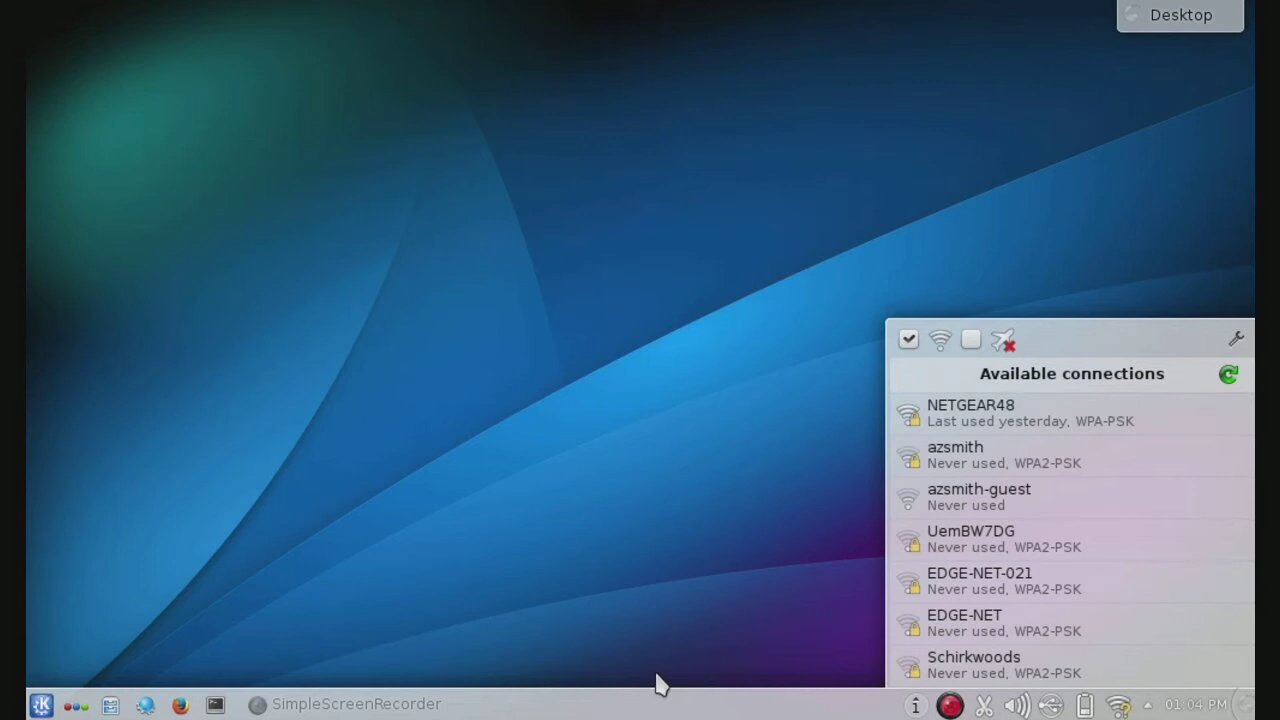 Desktop
Available connections
NETGEAR48
Last used yesterday, WPA-PSK
azsmith
Never used, WPA2-PSK
azsmith-guest
Never used
UemBW7DG
Never used, WPA2-PSK
EDGE-NET-021
Never used, WPA2-PSK
EDGE-NET
Never used, WPA2-PSK
Schirkwoods
Never used, WPA2-PSK
SimpleScreenRecorder
01:04 PM